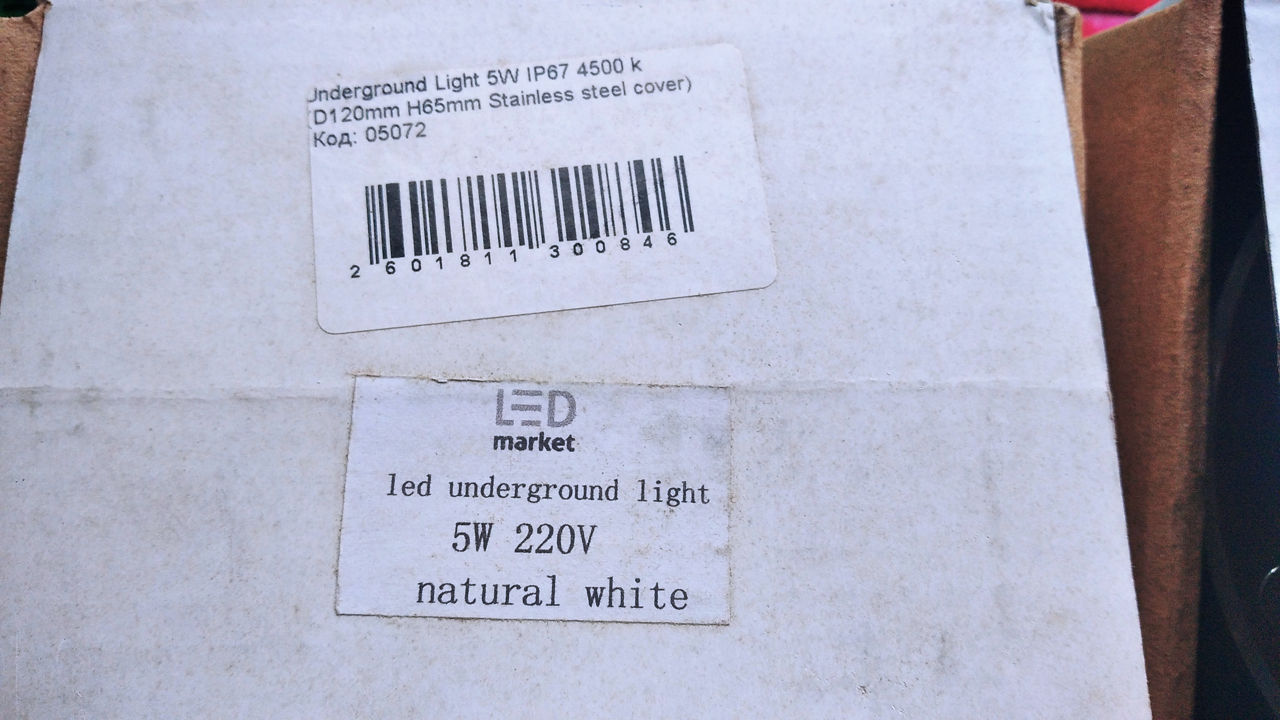 Underground Light 5W IP67 4500 k
D120mm H65mm Stainless steel cover)
Код: 05072
2 601811 300846
LED
market
led underground light
5W 220V
natural white